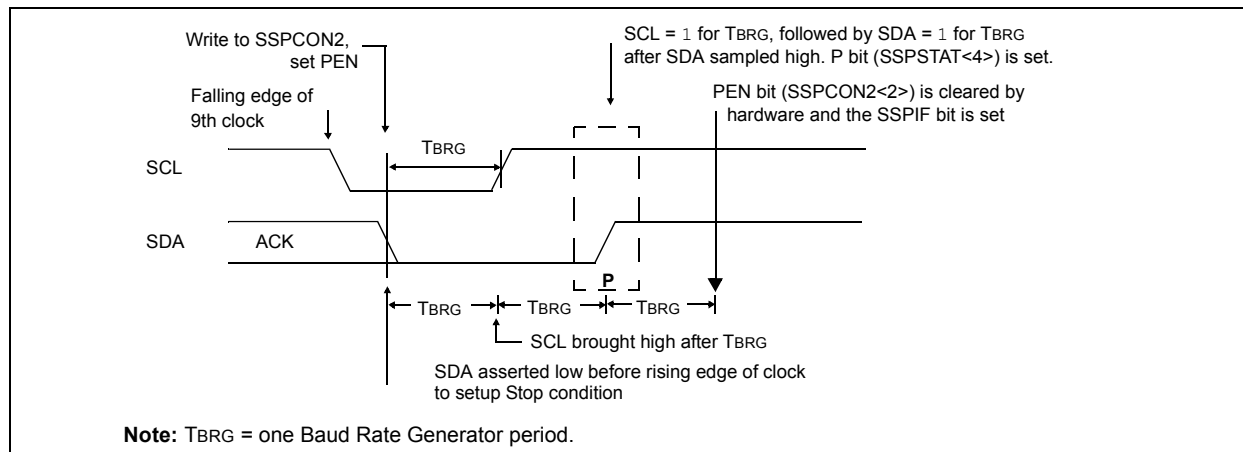 Write to SSPCON2,
set PEN
SCL = 1 for TBRG, followed by SDA = 1 for TBRG
after SDA sampled high. P bit (SSPSTAT<4>) is set.
Falling edge of
9th clock
PEN bit (SSPCON2<2>) is cleared by
hardware and the SSPIF bit is set
TBRG
SCL
SDA
ACK
P
TBRG
TBRG
TBRG
SCL brought high after TBRG
SDA asserted low before rising edge of clock
to setup Stop condition
Note: TBRG = one Baud Rate Generator period.